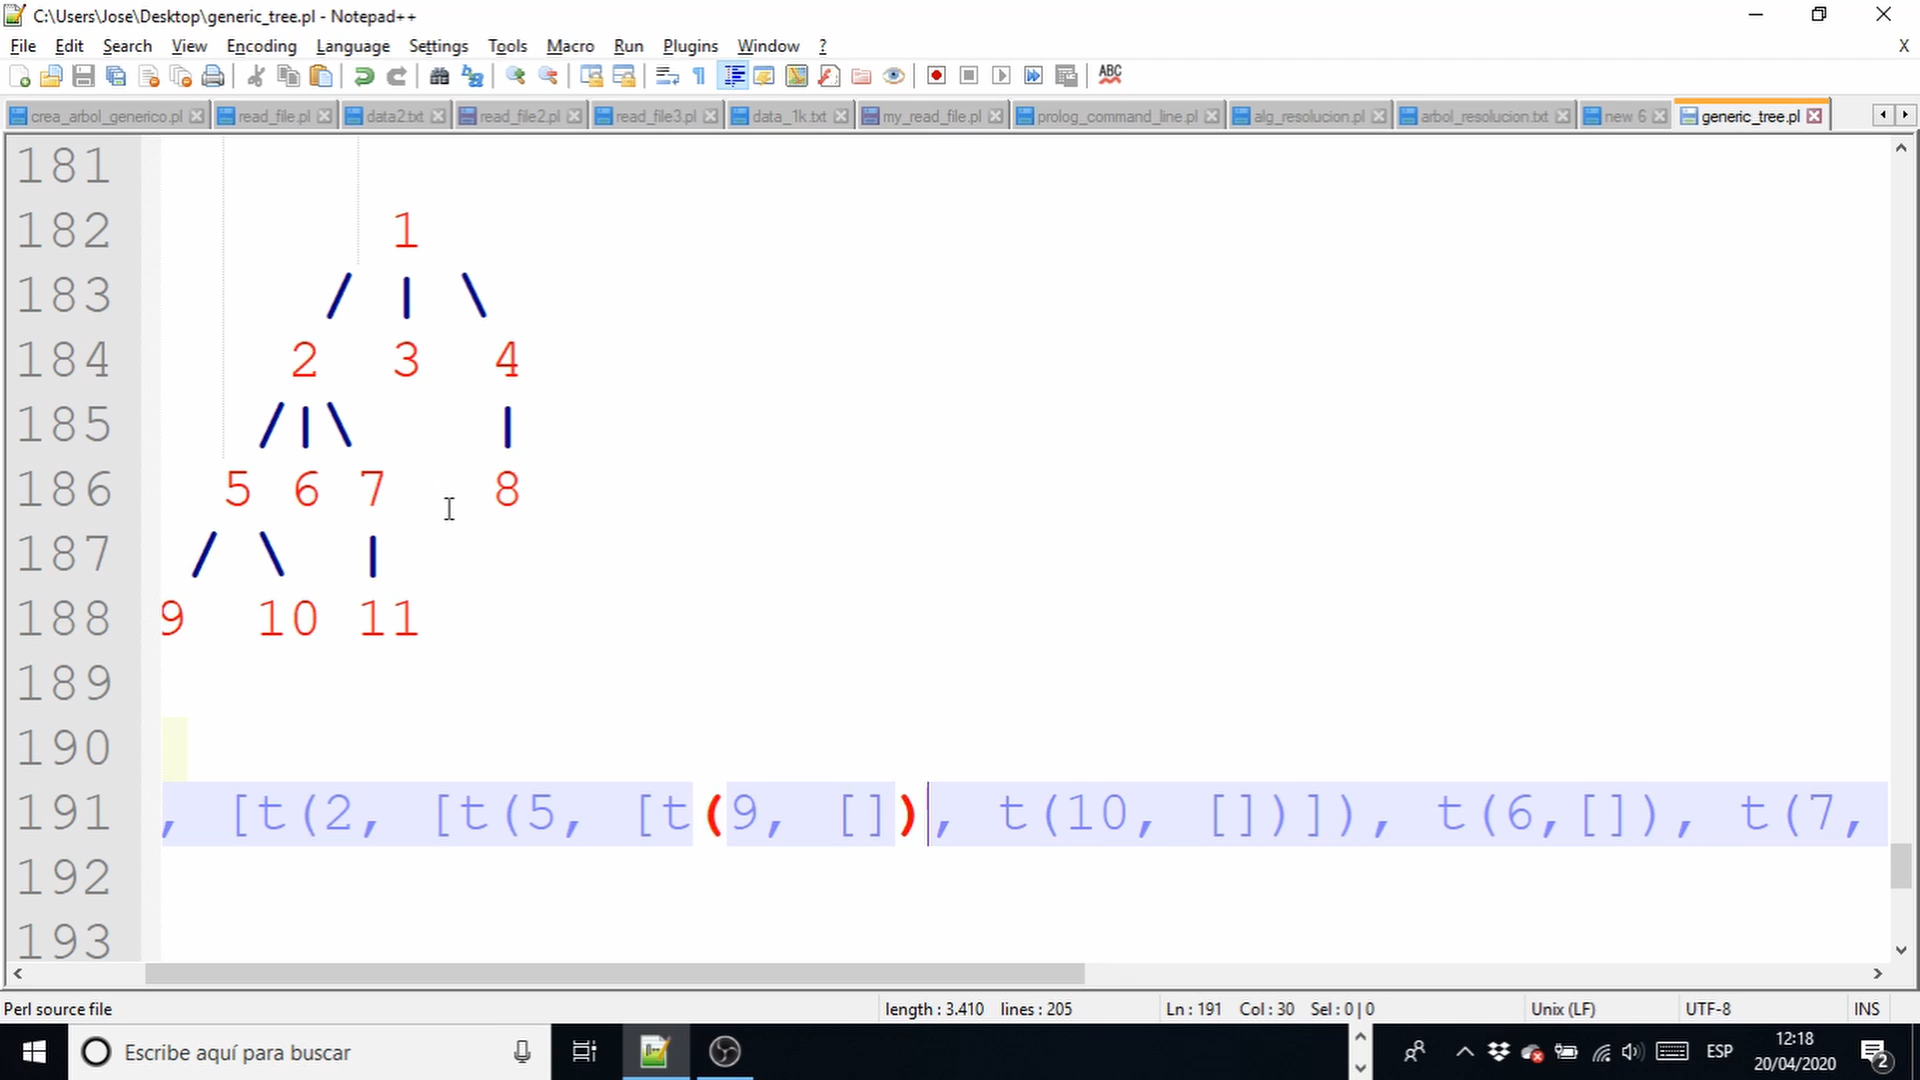 C:\Users\Jose\Desktop\generic_tree.pl - Notepad++
File Edit Search View Encoding Language Settings Tools Macro Run Plugins Window ? X
ABC
crea_arbol_generico.pl read_file.pl data2.txt read_file2.pl read_file3.pl data_1k.txt my_read_file.pl prolog_command_line.pl alg_resolucion.pl arbol_resolucion.txt new 6 generic_tree.pl
181
182 1
183 / | \
184 2 3 4
185 /|\ |
186 5 6 7 8
187 / \ |
188 9 10 11
189
190
191 , [t(2, [t(5, [t(9, []), t(10, [])]), t(6,[]), t(7,
192
193
Perl source file length : 3.410 lines : 205 Ln : 191 Col : 30 Sel : 0 | 0 Unix (LF) UTF-8 INS
Escribe aquí para buscar ESP 12:18
20/04/2020 2